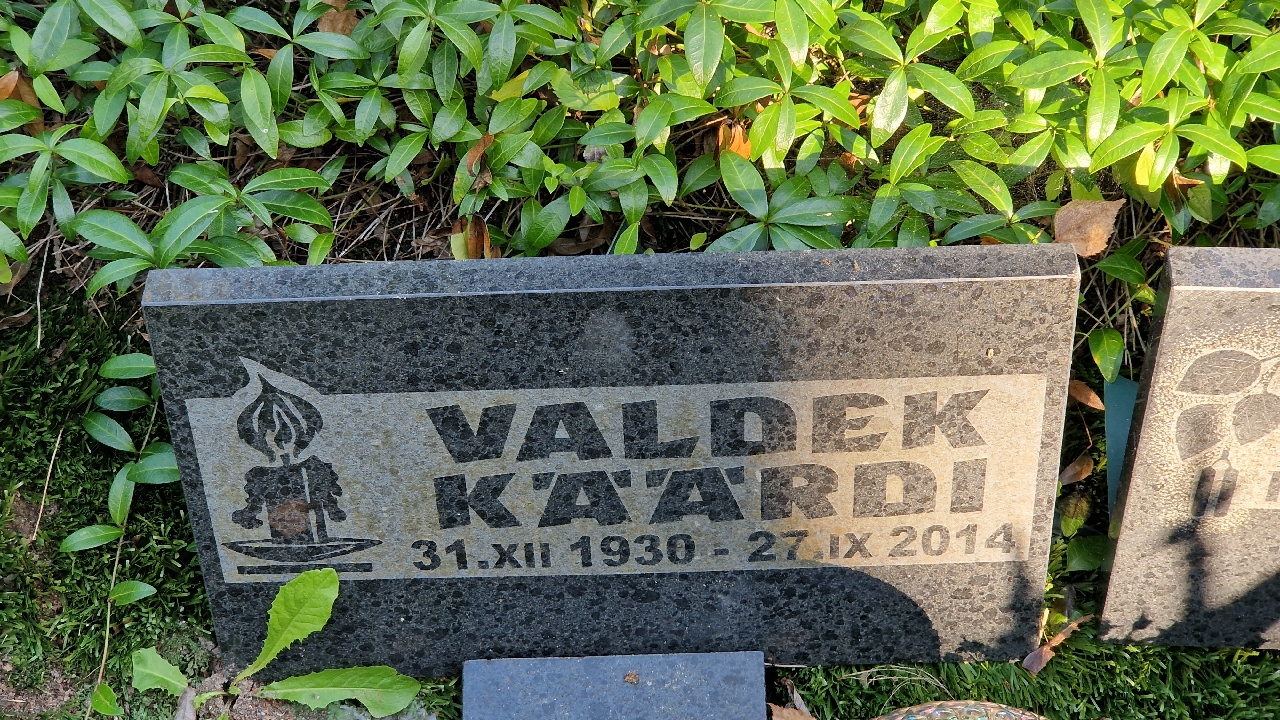 VALDEK
KÄÄRDI
31.XII 1930 - 27.IX 2014